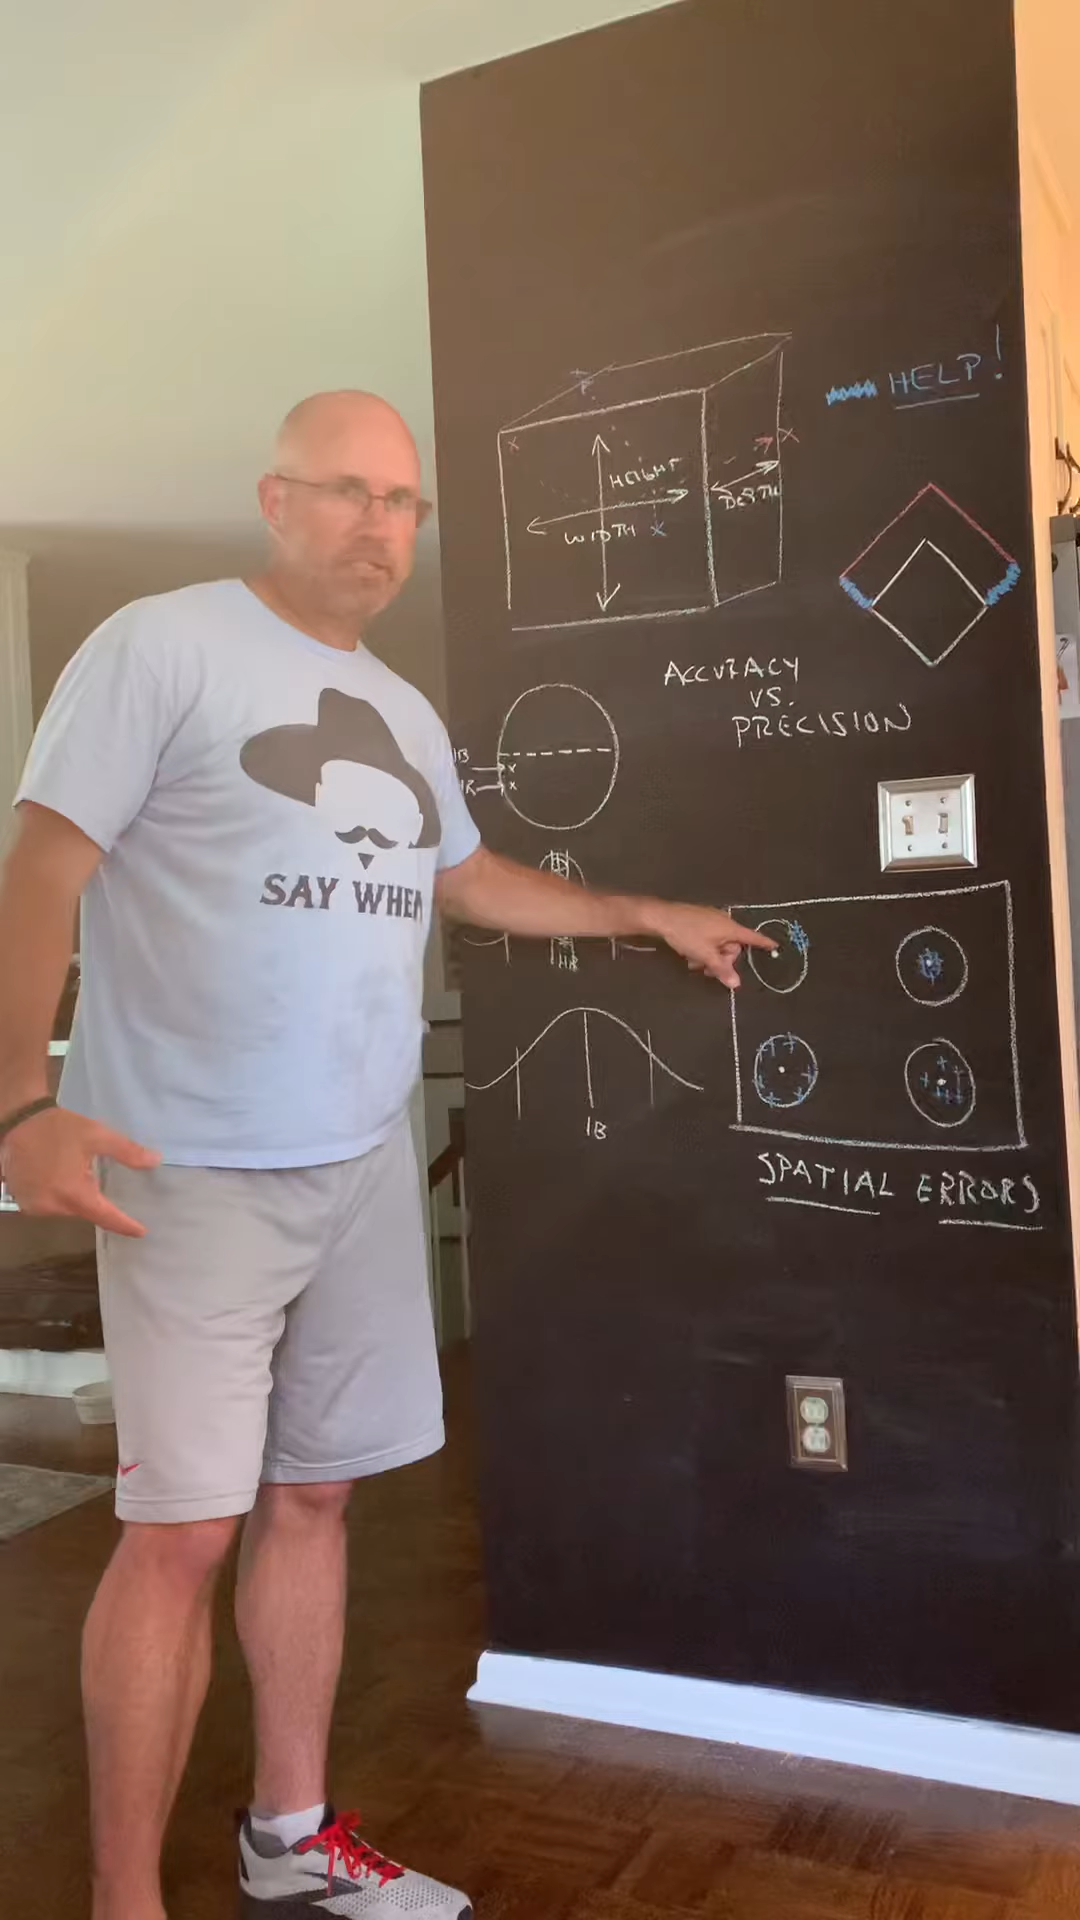 HELP!
HEIGHT
WIDTH
DEPTH
ACCURACY
VS.
PRECISION
1B
HR
SAY WHEN
HR
1B
SPATIAL ERRORS